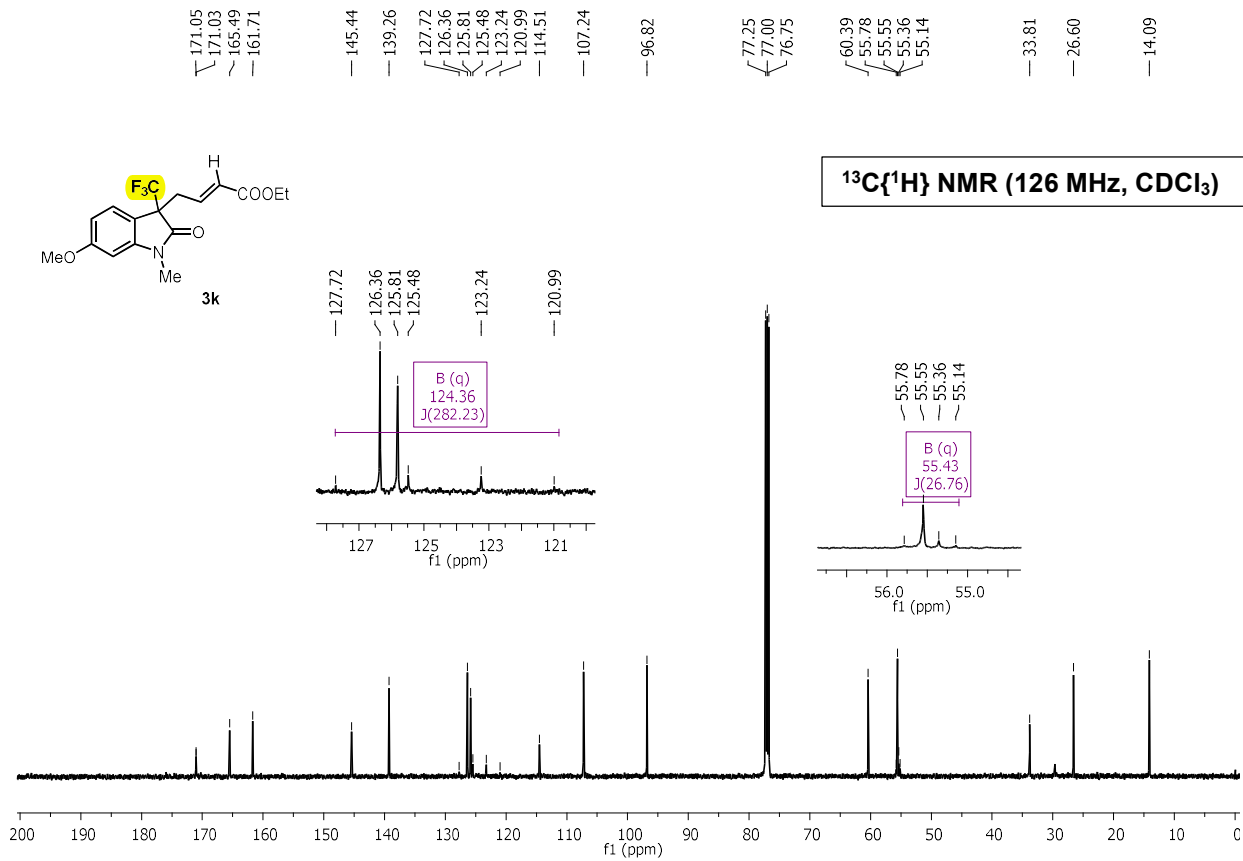 171.05
171.03
165.49
161.71
145.44
139.26
127.72
126.36
125.81
125.48
123.24
120.99
114.51
107.24
96.82
77.25
77.00
76.75
60.39
55.78
55.55
55.36
55.14
33.81
26.60
14.09
¹³C{¹H} NMR (126 MHz, CDCl₃)
H
F₃C
COOEt
O
MeO
N
Me
3k
127.72
126.36
125.81
125.48
123.24
120.99
B (q)
124.36
J(282.23)
127 125 123 121
f1 (ppm)
55.78
55.55
55.36
55.14
B (q)
55.43
J(26.76)
56.0 55.0
f1 (ppm)
200 190 180 170 160 150 140 130 120 110 100 90 80 70 60 50 40 30 20 10 0
f1 (ppm)